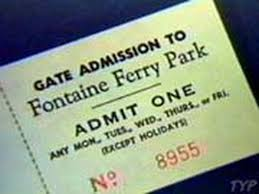 GATE ADMISSION TO
Fontaine Ferry Park
ADMIT ONE
ANY MON., TUES., WED., THURS., or FRI.
(EXCEPT HOLIDAYS)
No 8955
TYP